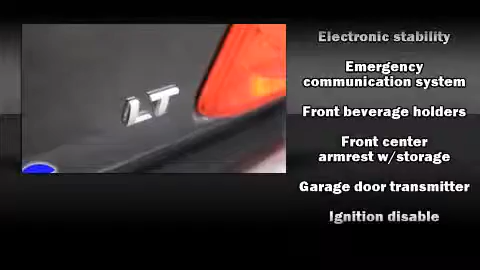 LT
Electronic stability
Emergency
communication system
Front beverage holders
Front center
armrest w/storage
Garage door transmitter
Ignition disable